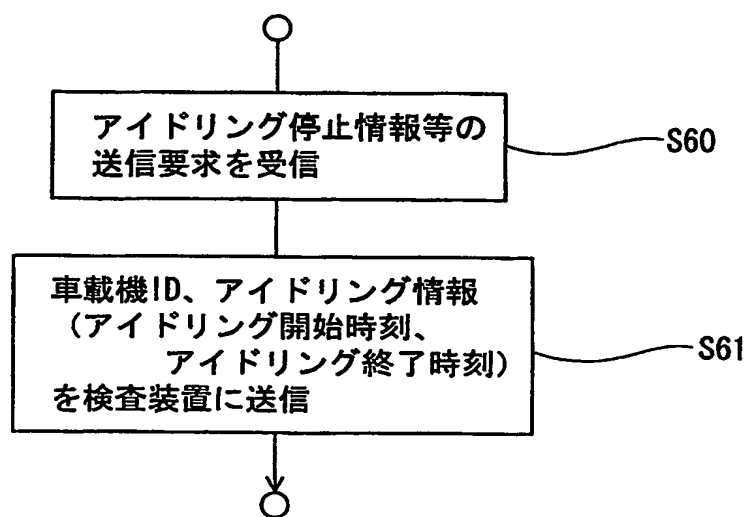 アイドリング停止情報等の
送信要求を受信
S60
車載機ID、アイドリング情報
(アイドリング開始時刻、
アイドリング終了時刻)
を検査装置に送信
S61